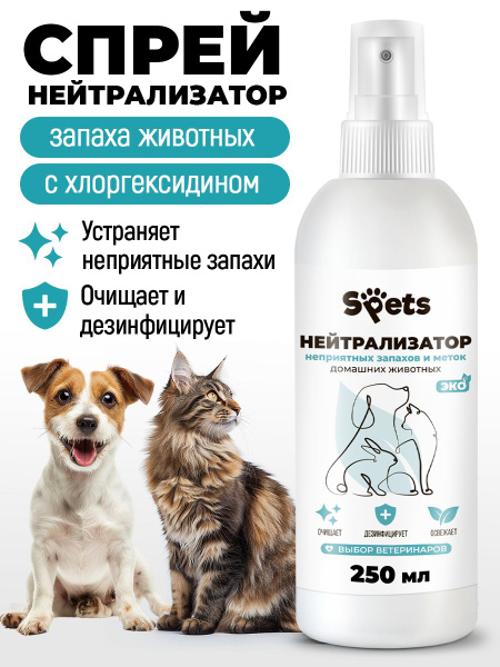 СПРЕЙ
НЕЙТРАЛИЗАТОР
запаха животных
с хлоргексидином
Устраняет
неприятные запахи
Очищает и
дезинфицирует
Spets
НЕЙТРАЛИЗАТОР
неприятных запахов и меток
домашних животных
эко
ОЧИЩАЕТ ДЕЗИНФИЦИРУЕТ ОСВЕЖАЕТ
ВЫБОР ВЕТЕРИНАРОВ
250 мл